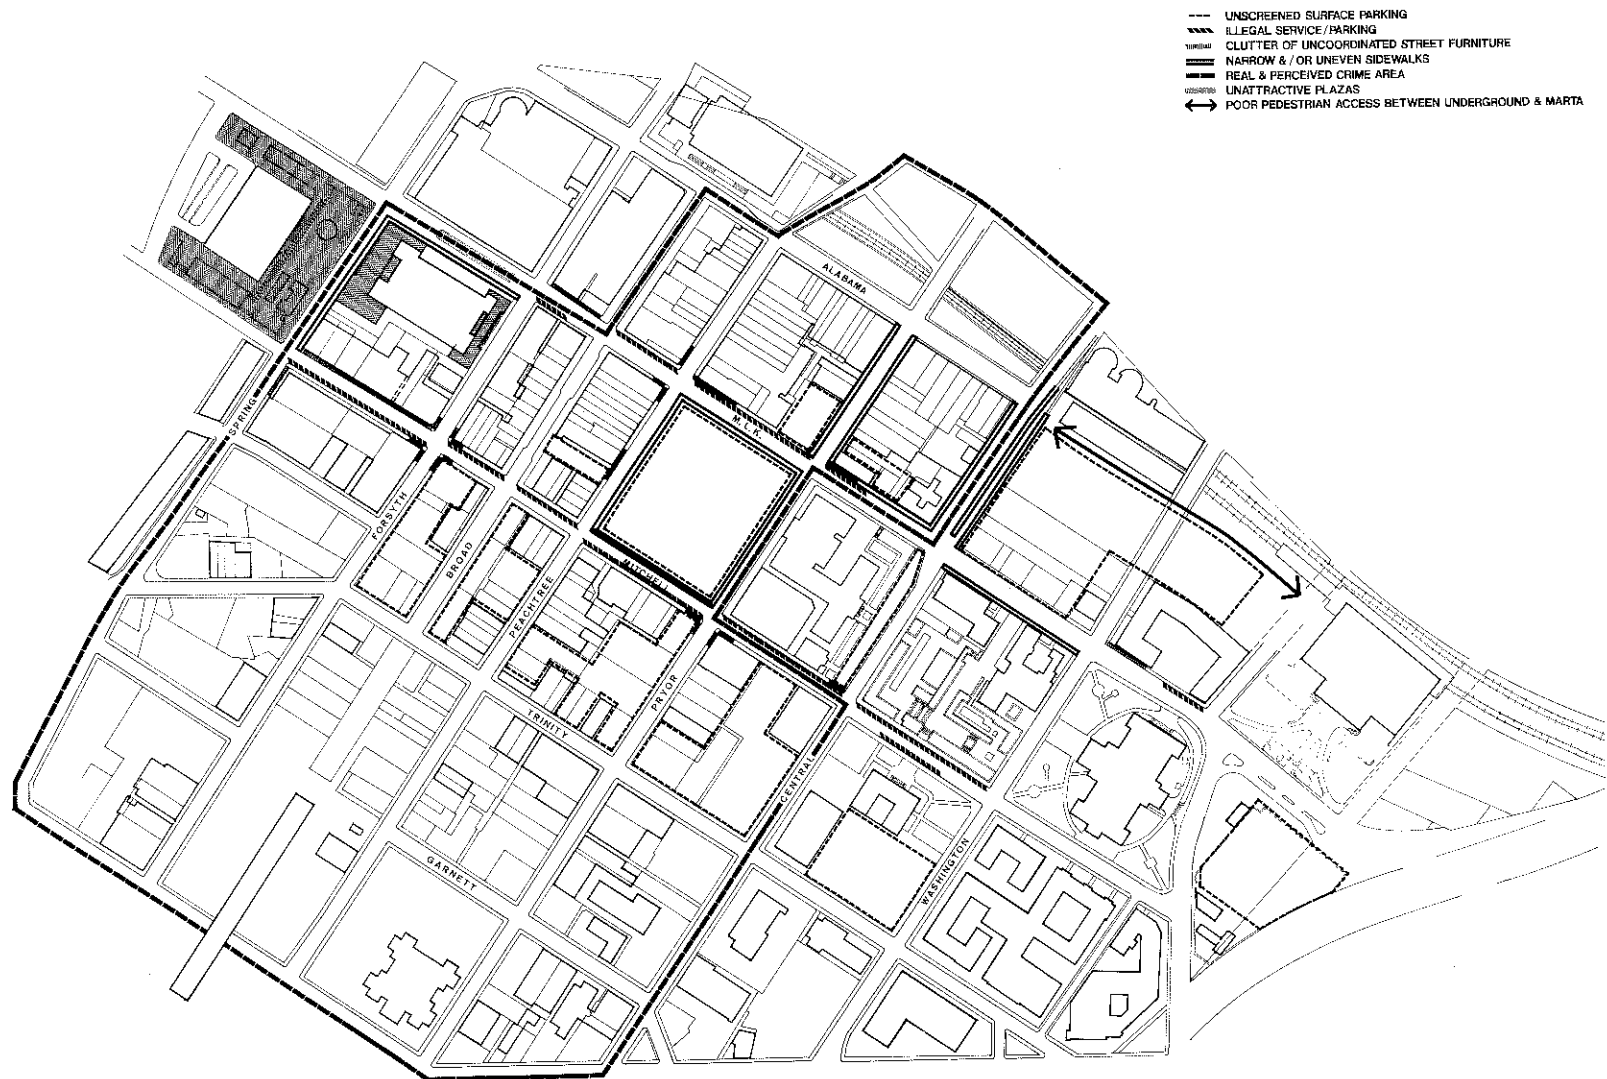 UNSCREENED SURFACE PARKING
ILLEGAL SERVICE/PARKING
CLUTTER OF UNCOORDINATED STREET FURNITURE
NARROW & / OR UNEVEN SIDEWALKS
REAL & PERCEIVED CRIME AREA
UNATTRACTIVE PLAZAS
POOR PEDESTRIAN ACCESS BETWEEN UNDERGROUND & MARTA
ALABAMA
SPRING
M.L.K.
FORSYTH
BROAD
PEACHTREE
MITCHELL
PRYOR
TRINITY
CENTRAL
GARNETT
WASHINGTON